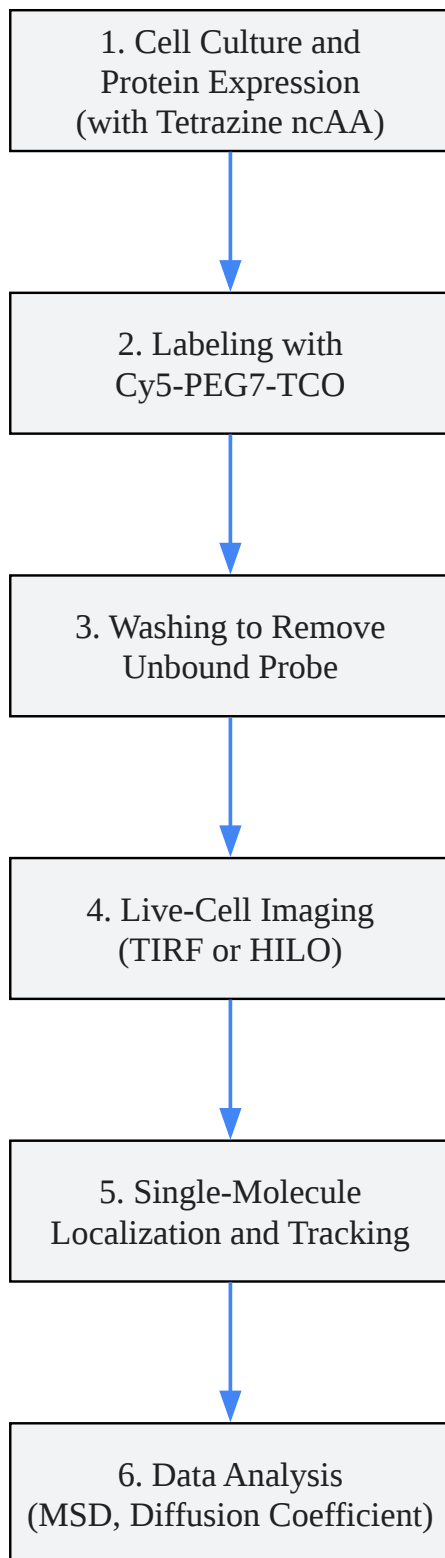 1. Cell Culture and
Protein Expression
(with Tetrazine ncAA)
2. Labeling with
Cy5-PEG7-TCO
3. Washing to Remove
Unbound Probe
4. Live-Cell Imaging
(TIRF or HILO)
5. Single-Molecule
Localization and Tracking
6. Data Analysis
(MSD, Diffusion Coefficient)